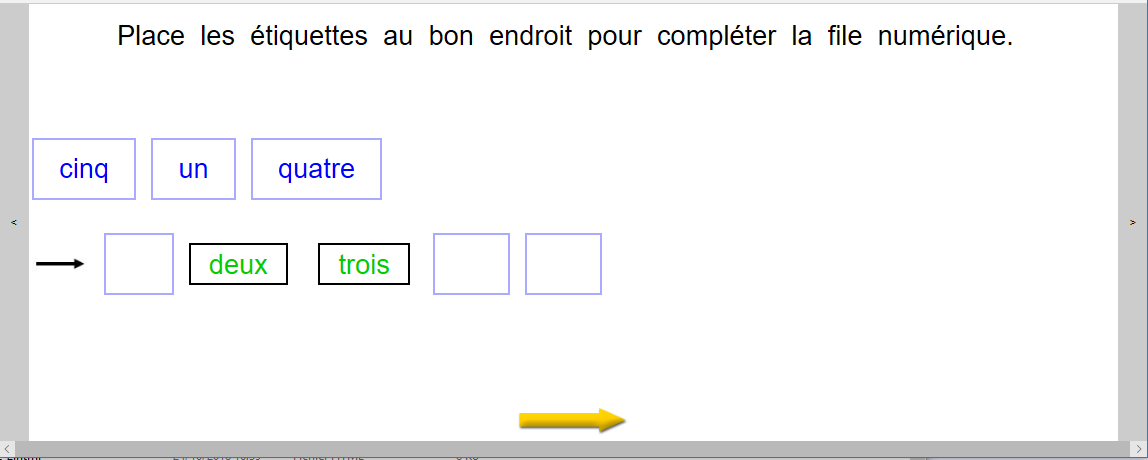 Place les étiquettes au bon endroit pour compléter la file numérique.
cinq un quatre
< >
deux trois